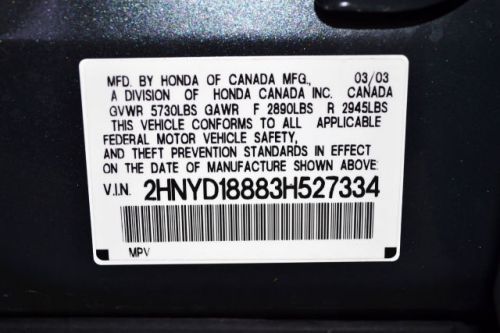 MFD. BY HONDA OF CANADA MFG., 03/03
A DIVISION OF HONDA CANADA INC. CANADA
GVWR 5730LBS GAWR F 2890LBS R 2945LBS
THIS VEHICLE CONFORMS TO ALL APPLICABLE
FEDERAL MOTOR VEHICLE SAFETY,
AND THEFT PREVENTION STANDARDS IN EFFECT
ON THE DATE OF MANUFACTURE SHOWN ABOVE:
V.I.N. 2HNYD18883H527334
MPV